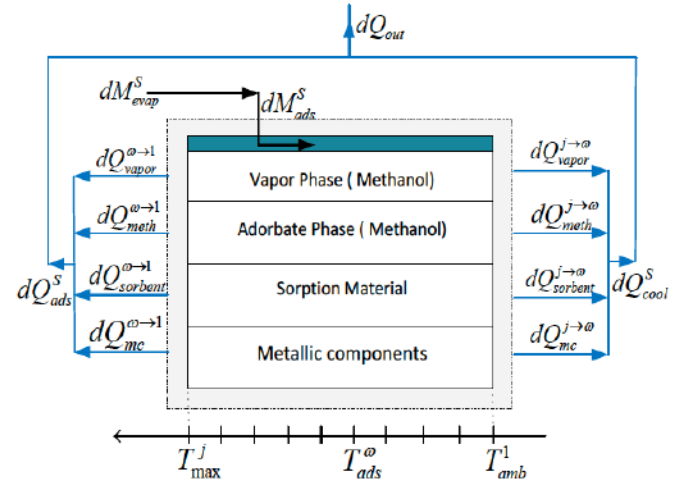 dQ_out
dM^S_evap
dM^S_ads
dQ^{ω→1}_vapor
dQ^{j→ω}_vapor
Vapor Phase ( Methanol)
dQ^{ω→1}_meth
dQ^{j→ω}_meth
Adorbate Phase ( Methanol)
dQ^S_ads
dQ^{ω→1}_sorbent
Sorption Material
dQ^{j→ω}_sorbent
dQ^S_cool
dQ^{ω→1}_mc
Metallic components
dQ^{j→ω}_mc
T^j_max
T^ω_ads
T^1_amb